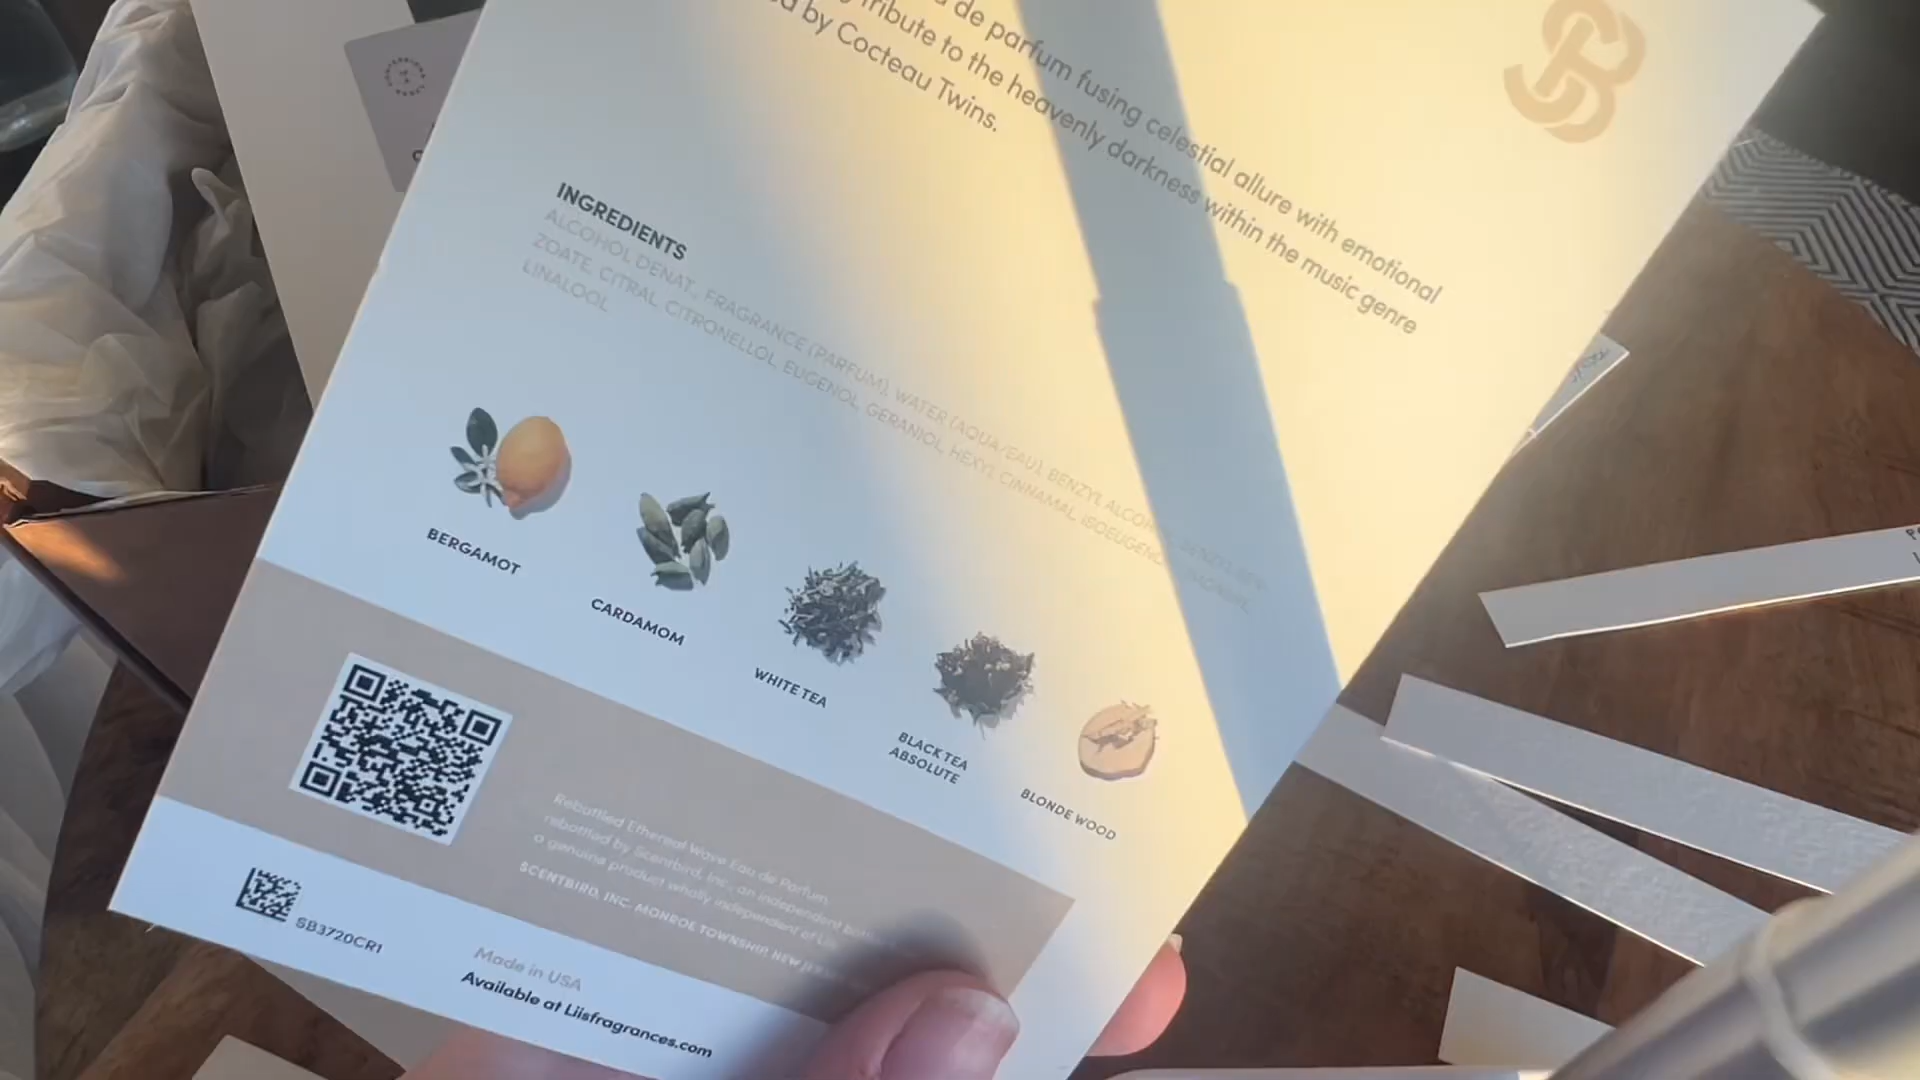 de parfum fusing celestial allure with emotional
tribute to the heavenly darkness within the music genre
by Cocteau Twins.
INGREDIENTS
ALCOHOL DENAT., FRAGRANCE (PARFUM), WATER (AQUA/EAU), BENZYL ALCOHOL, BENZYL BEN-
ZOATE, CITRAL, CITRONELLOL, EUGENOL, GERANIOL, HEXYL CINNAMAL, ISOEUGENOL,
LINALOOL
BERGAMOT
CARDAMOM
WHITE TEA
BLACK TEA
ABSOLUTE
BLONDE WOOD
Rebottled Ethereal Wave Eau de Parfum
rebottled by Scentbird, Inc., an independent
a genuine product wholly independent of
SCENTBIRD, INC. MONROE TOWNSHIP, NEW
SB3720CR1
Made in USA
Available at Liisfragrances.com